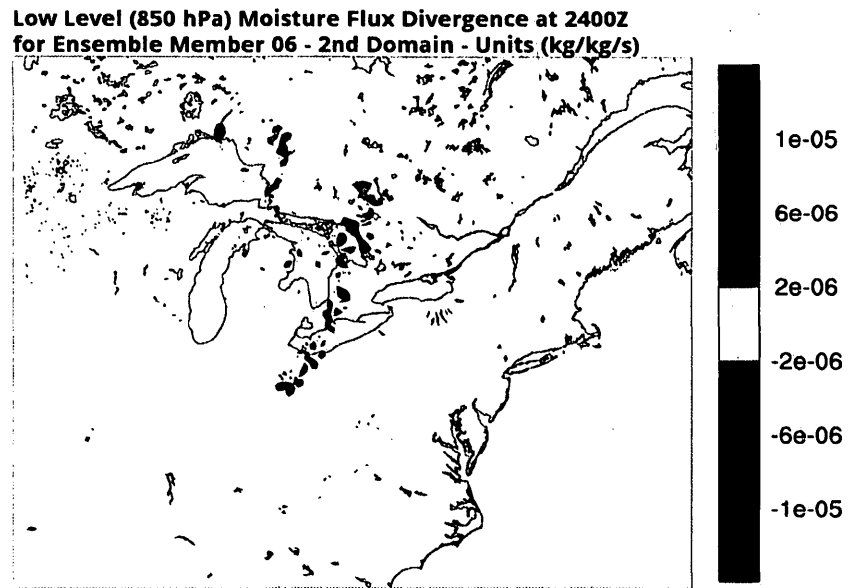 Low Level (850 hPa) Moisture Flux Divergence at 2400Z
for Ensemble Member 06 - 2nd Domain - Units (kg/kg/s)
1e-05
6e-06
2e-06
-2e-06
-6e-06
-1e-05